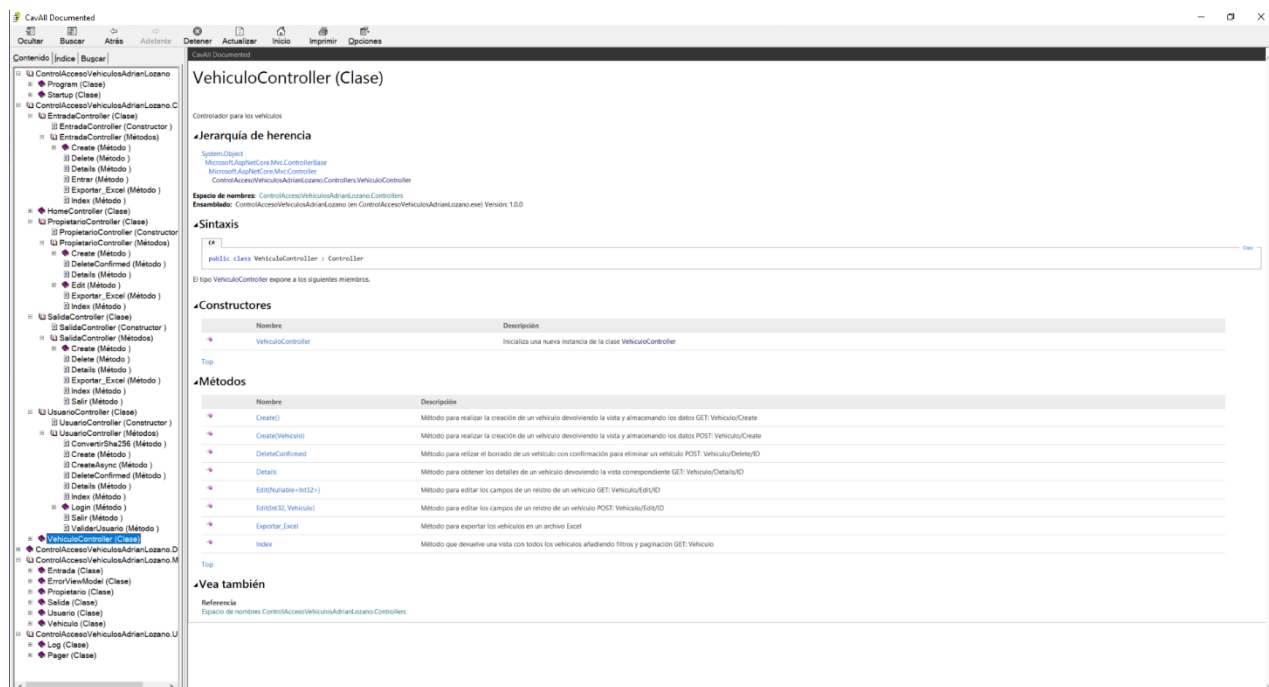 CavAll Documented
Ocultar Buscar Atrás Adelante Detener Actualizar Inicio Imprimir Opciones
Contenido Índice Buscar
ControlAccesoVehiculosAdrianLozano
Program (Clase)
Startup (Clase)
ControlAccesoVehiculosAdrianLozano.C
EntradaController (Clase)
EntradaController (Constructor )
EntradaController (Métodos)
Create (Método )
Delete (Método )
Details (Método )
Entrar (Método )
Exportar_Excel (Método )
Index (Método )
HomeController (Clase)
PropietarioController (Clase)
PropietarioController (Constructor
PropietarioController (Métodos)
Create (Método )
DeleteConfirmed (Método )
Details (Método )
Edit (Método )
Exportar_Excel (Método )
Index (Método )
SalidaController (Clase)
SalidaController (Constructor )
SalidaController (Métodos)
Create (Método )
Delete (Método )
Details (Método )
Exportar_Excel (Método )
Index (Método )
Salir (Método )
UsuarioController (Clase)
UsuarioController (Constructor )
UsuarioController (Métodos)
ConvertirSha256 (Método )
Create (Método )
CreateAsync (Método )
DeleteConfirmed (Método )
Details (Método )
Index (Método )
Login (Método )
Salir (Método )
ValidarUsuario (Método )
VehiculoController (Clase)
ControlAccesoVehiculosAdrianLozano.D
ControlAccesoVehiculosAdrianLozano.M
Entrada (Clase)
ErrorViewModel (Clase)
Propietario (Clase)
Salida (Clase)
Usuario (Clase)
Vehiculo (Clase)
ControlAccesoVehiculosAdrianLozano.U
Log (Clase)
Pager (Clase)
CavAll Documented
VehiculoController (Clase)
Controlador para los vehículos
Jerarquía de herencia
System.Object
Microsoft.AspNetCore.Mvc.ControllerBase
Microsoft.AspNetCore.Mvc.Controller
ControlAccesoVehiculosAdrianLozano.Controllers.VehiculoController
Espacio de nombres: ControlAccesoVehiculosAdrianLozano.Controllers
Ensamblado: ControlAccesoVehiculosAdrianLozano (en ControlAccesoVehiculosAdrianLozano.exe) Versión: 1.0.0
Sintaxis
C#
Copy
public class VehiculoController : Controller
El tipo VehiculoController expone a los siguientes miembros.
Constructores
Nombre Descripción
VehiculoController Inicializa una nueva instancia de la clase VehiculoController
Top
Métodos
Nombre Descripción
Create() Método para realizar la creación de un vehículo devolviendo la vista y almacenando los datos GET: Vehiculo/Create
Create(Vehiculo) Método para realizar la creación de un vehículo devolviendo la vista y almacenando los datos POST: Vehiculo/Create
DeleteConfirmed Método para relizar el borrado de un vehículo con confirmación para eliminar un vehículo POST: Vehiculo/Delete/ID
Details Método para obtener los detalles de un vehículo devoviendo la vista correspondiente GET: Vehiculo/Details/ID
Edit(Nullable<Int32>) Método para editar los campos de un reistro de un vehículo GET: Vehiculo/Edit/ID
Edit(Int32, Vehiculo) Método para editar los campos de un reistro de un vehículo POST: Vehiculo/Edit/ID
Exportar_Excel Método para exportar los vehículos en un archivo Excel
Index Método que devuelve una vista con todos los vehículos añadiendo filtros y paginación GET: Vehiculo
Top
Vea también
Referencia
Espacio de nombres ControlAccesoVehiculosAdrianLozano.Controllers